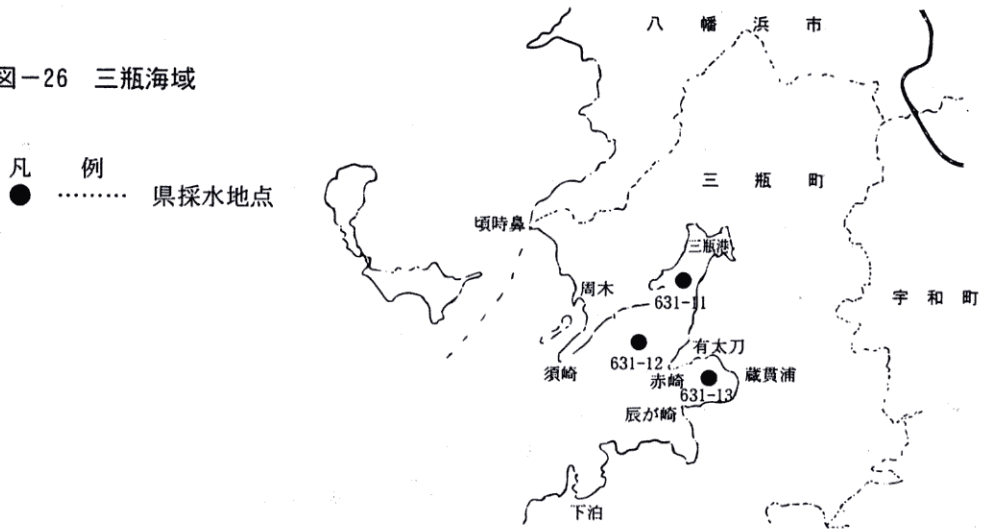 図-26 三瓶海域
凡 例
● ……… 県採水地点
八 幡 浜 市
三 瓶 町
宇 和 町
頃時鼻
三瓶港
周木
631-11
631-12
有太刀
須崎
赤崎
蔵貫浦
631-13
辰が崎
下泊